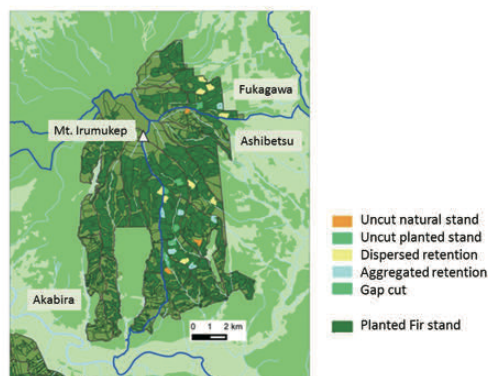 Fukagawa
Mt. Irumukep
Ashibetsu
Akabira
0 1 2 km
Uncut natural stand
Uncut planted stand
Dispersed retention
Aggregated retention
Gap cut
Planted Fir stand